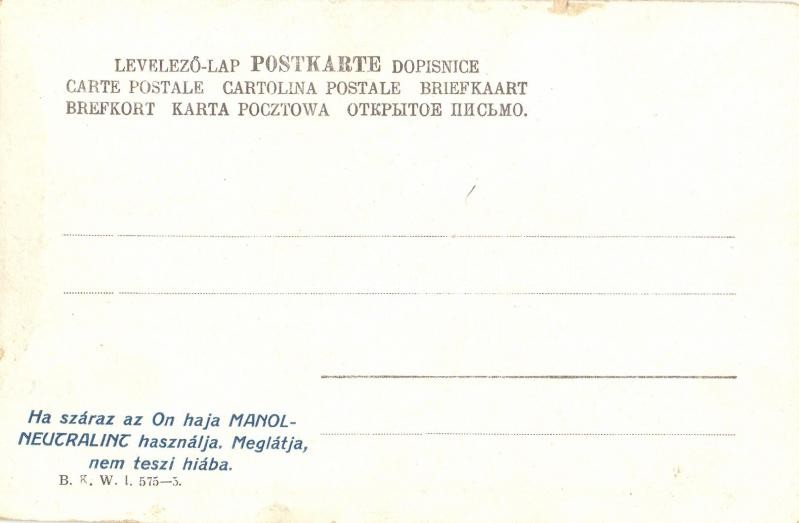 LEVELEZŐ-LAP POSTKARTE DOPISNICE
CARTE POSTALE CARTOLINA POSTALE BRIEFKAART
BREFKORT KARTA POCZTOWA ОТКРЫТОЕ ПИСЬМО.
Ha száraz az Ön haja MANOL-
NEUTRALINT használja. Meglátja,
nem teszi hiába.
B. K. W. I. 575—5.